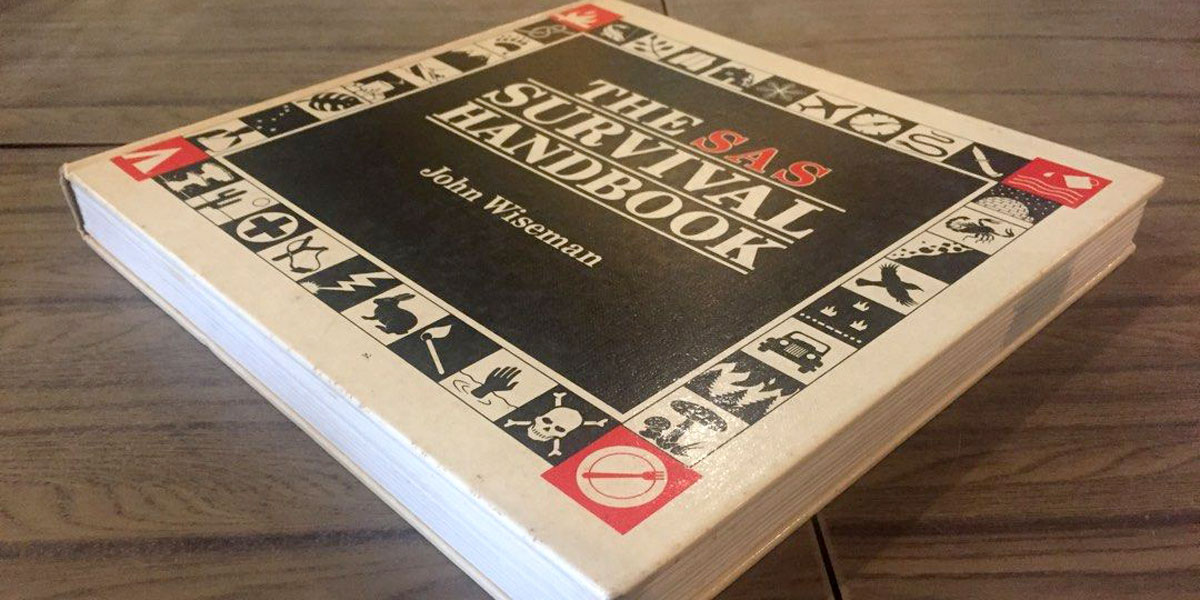 THE SAS
SURVIVAL
HANDBOOK
John Wiseman